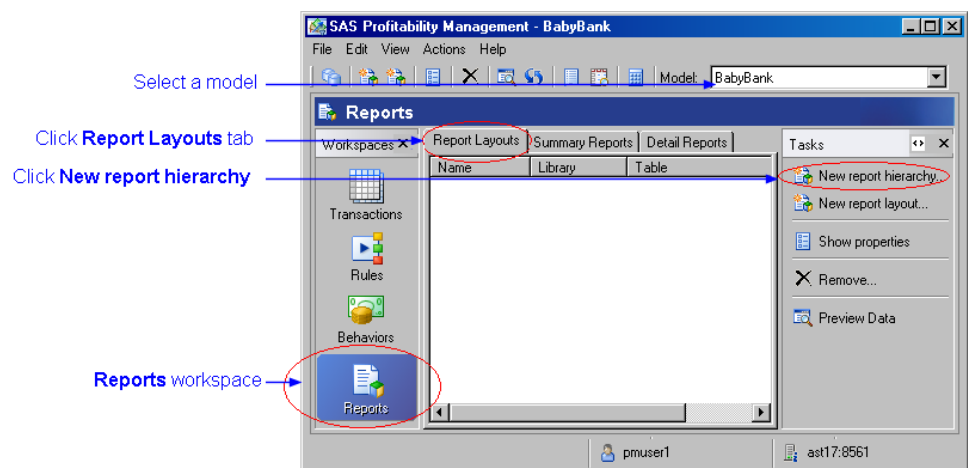 SAS Profitability Management - BabyBank
File Edit View Actions Help
Select a model
Model: BabyBank
Reports
Click Report Layouts tab
Workspaces
Report Layouts Summary Reports Detail Reports
Tasks
Name Library Table
Click New report hierarchy
New report hierarchy...
New report layout...
Transactions
Show properties
Rules
Remove...
Preview Data
Behaviors
Reports workspace
Reports
pmuser1 ast17:8561